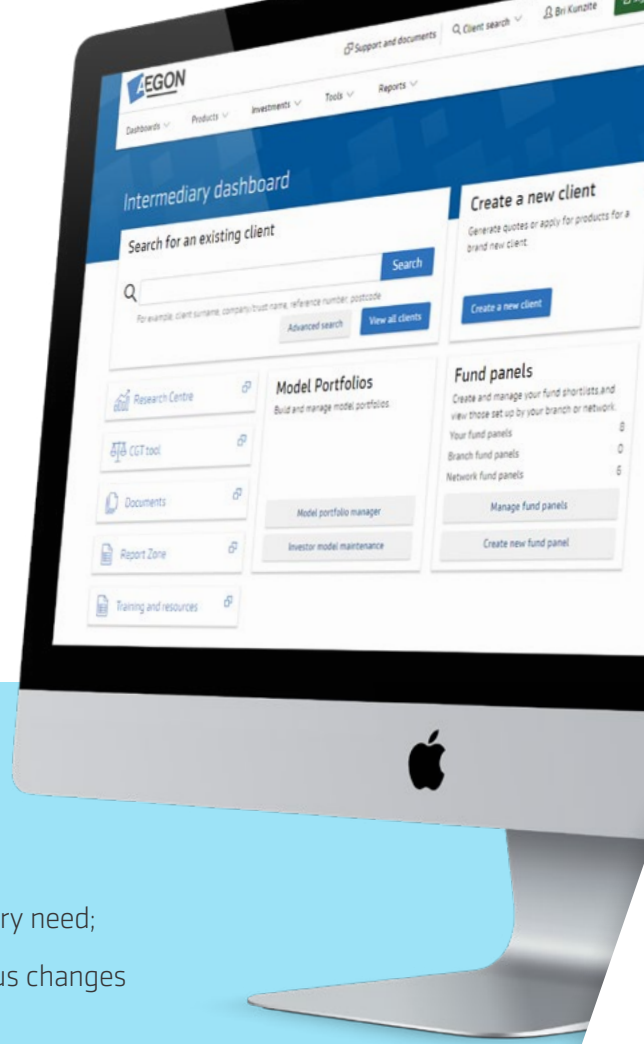 AEGON
Support and documents
Client search
Bri Kunzite
Dashboards
Products
Investments
Tools
Reports
Intermediary dashboard
Search for an existing client
Search
For example, client surname, company/trust name, reference number, postcode
Advanced search
View all clients
Create a new client
Generate quotes or apply for products for a
brand new client.
Create a new client
Research Centre
CGT tool
Documents
Report Zone
Training and resources
Model Portfolios
Build and manage model portfolios.
Model portfolio manager
Investor model maintenance
Fund panels
Create and manage your fund shortlists,and
view those set up by your branch or network.
Your fund panels 8
Branch fund panels 0
Network fund panels 6
Manage fund panels
Create new fund panel
ry need;
us changes